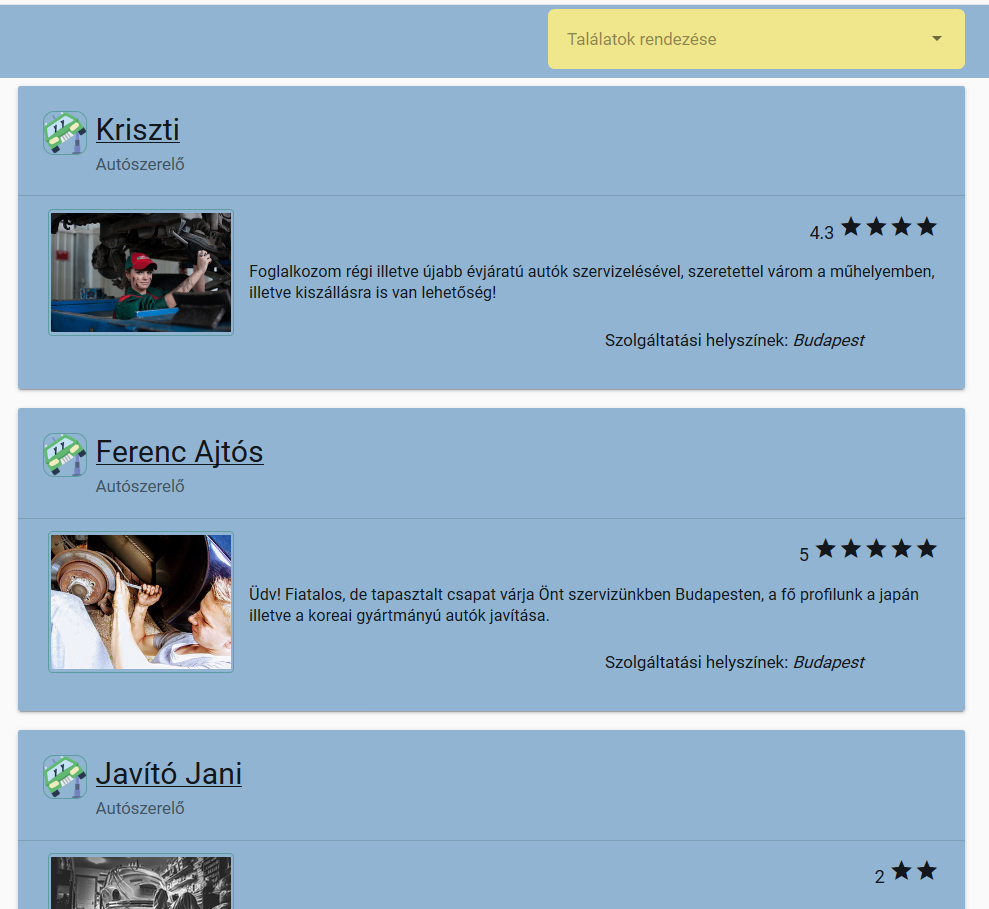 Találatok rendezése
Kriszti
Autószerelő
4.3
Foglalkozom régi illetve újabb évjáratú autók szervizelésével, szeretettel várom a műhelyemben,
illetve kiszállásra is van lehetőség!
Szolgáltatási helyszínek: Budapest
Ferenc Ajtós
Autószerelő
5
Üdv! Fiatalos, de tapasztalt csapat várja Önt szervizünkben Budapesten, a fő profilunk a japán
illetve a koreai gyártmányú autók javítása.
Szolgáltatási helyszínek: Budapest
Javító Jani
Autószerelő
2